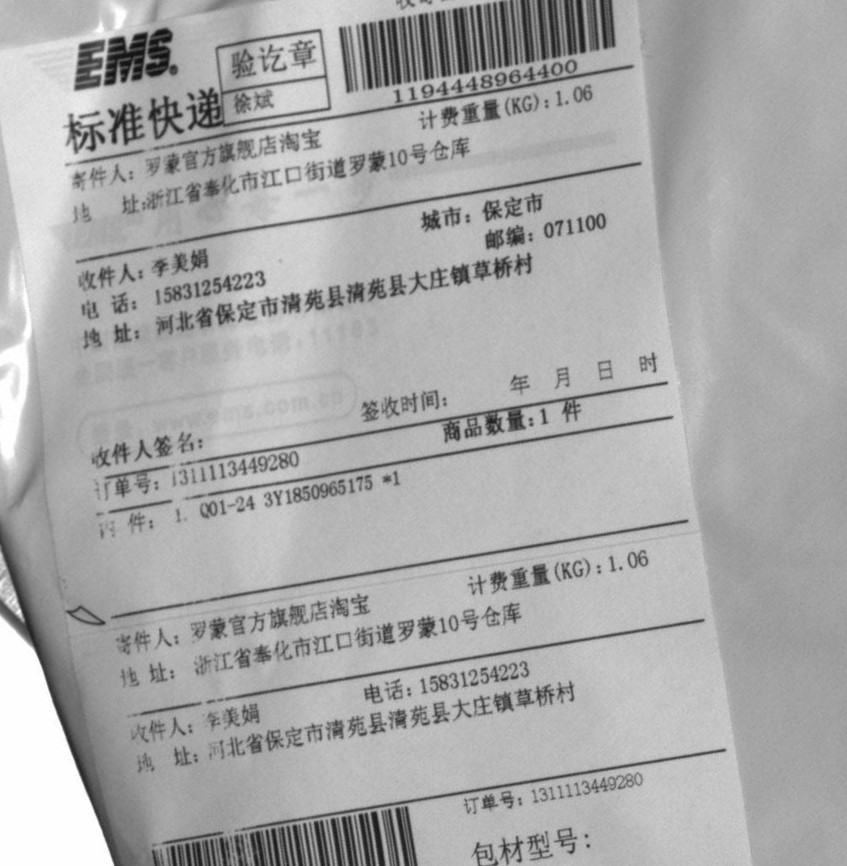 EMS
验讫章
徐斌
1194448964400
标准快递
计费重量(KG):1.06
寄件人: 罗蒙官方旗舰店淘宝
地 址:浙江省奉化市江口街道罗蒙10号仓库
城市: 保定市
邮编: 071100
收件人: 李美娟
电 话: 15831254223
地 址: 河北省保定市清苑县清苑县大庄镇草桥村
www.ems.com.cn
签收时间: 年 月 日 时
收件人签名:
商品数量:1 件
订单号: 1311113449280
内 件: 1. Q01-24 3Y1850965175 *1
计费重量(KG):1.06
寄件人: 罗蒙官方旗舰店淘宝
地 址: 浙江省奉化市江口街道罗蒙10号仓库
电话:15831254223
收件人: 李美娟
地 址: 河北省保定市清苑县清苑县大庄镇草桥村
订单号: 1311113449280
包材型号: